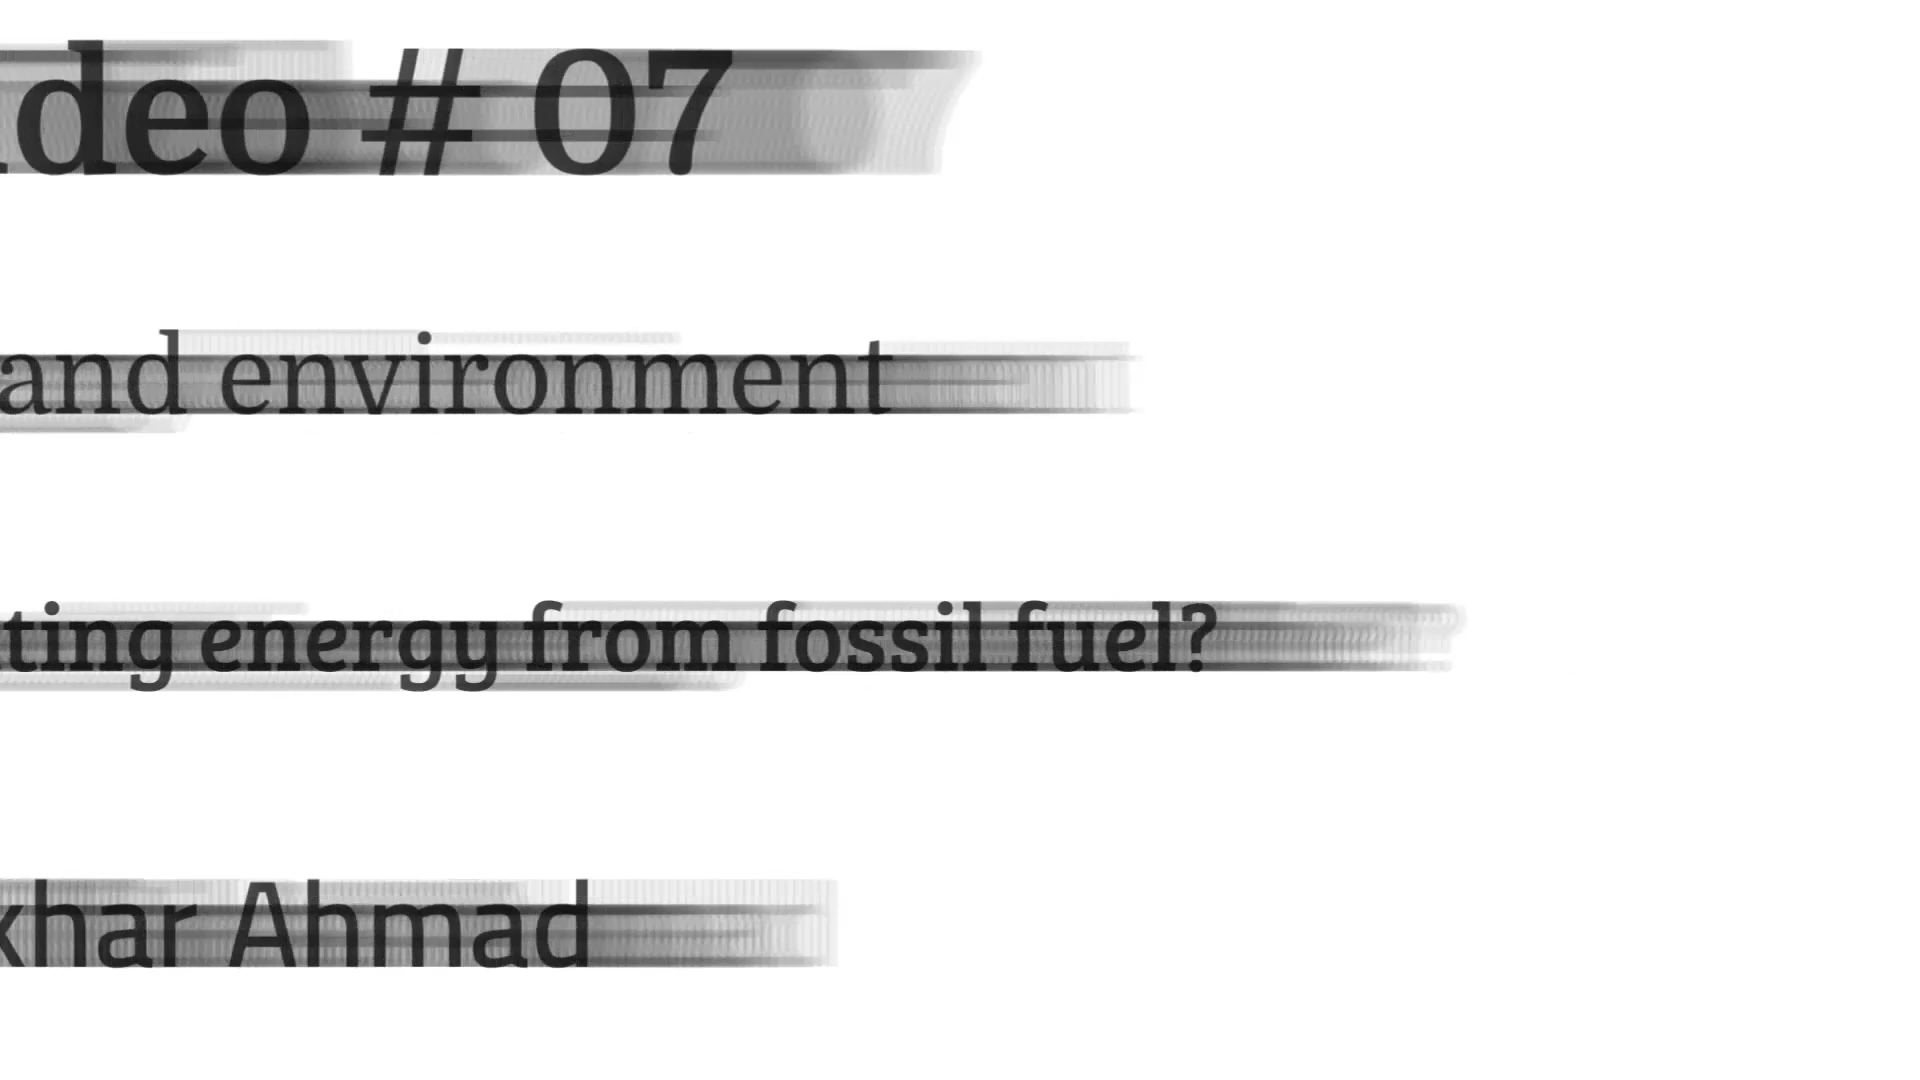 deo # 07
and environment
ting energy from fossil fuel?
khar Ahmad